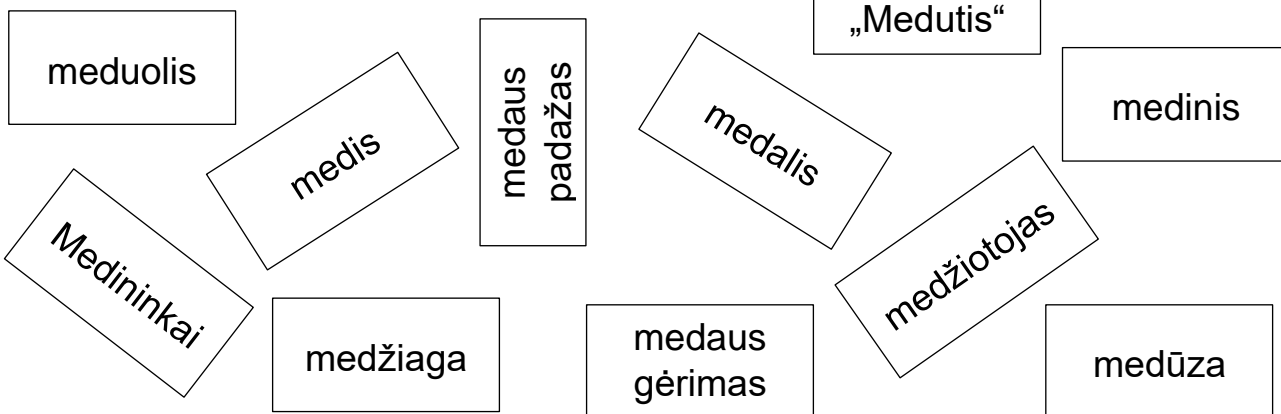 „Medutis“
meduolis
medis
medaus
padažas
medalis
medinis
Medininkai
medžiaga
medaus
gėrimas
medžiotojas
medūza